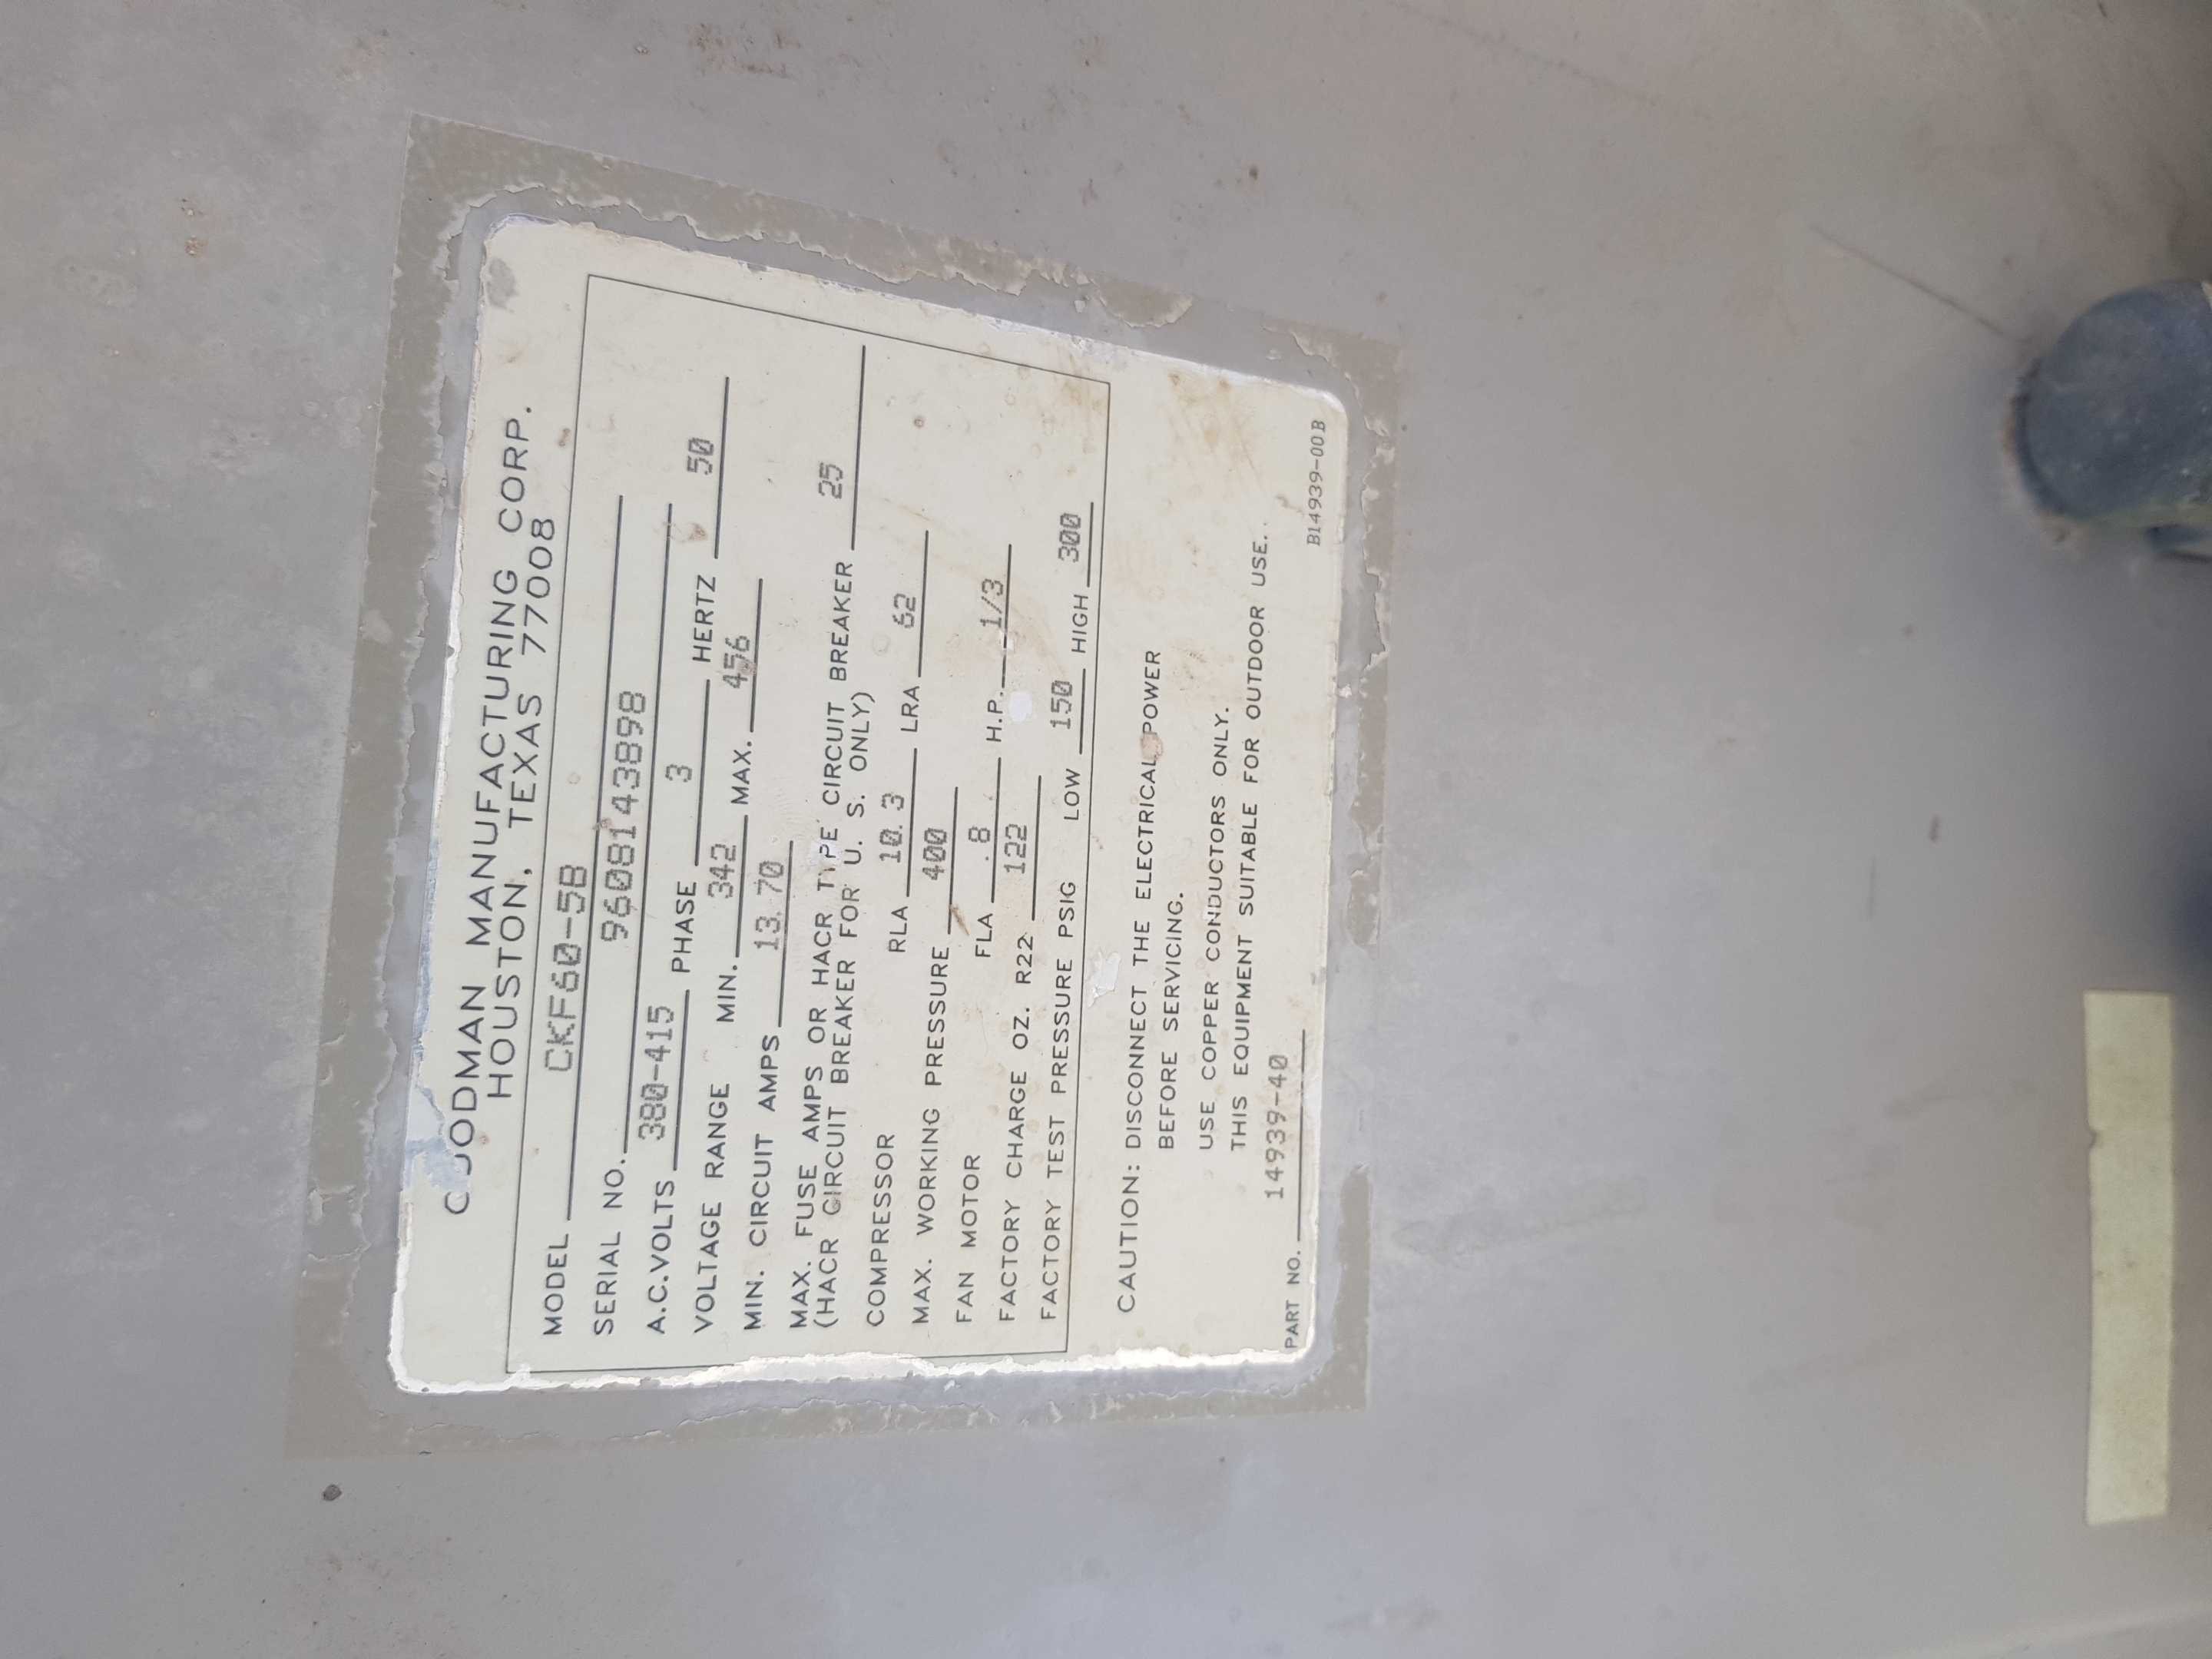 GOODMAN MANUFACTURING CORP.
HOUSTON, TEXAS 77008
MODEL CKF60-5B
SERIAL NO. 9608143898
A.C.VOLTS 380-415 PHASE 3 HERTZ 50
VOLTAGE RANGE MIN. 342 MAX. 456
MIN. CIRCUIT AMPS 13.70
MAX. FUSE AMPS OR HACR TYPE CIRCUIT BREAKER 25
(HACR CIRCUIT BREAKER FOR U. S. ONLY)
COMPRESSOR RLA 10.3 LRA 62
MAX. WORKING PRESSURE 400
FAN MOTOR FLA .8 H.P. 1/3
FACTORY CHARGE OZ. R22 122
FACTORY TEST PRESSURE PSIG LOW 150 HIGH 300
CAUTION: DISCONNECT THE ELECTRICAL POWER
BEFORE SERVICING.
USE COPPER CONDUCTORS ONLY.
THIS EQUIPMENT SUITABLE FOR OUTDOOR USE.
PART NO. 14939-40
B14939-00B